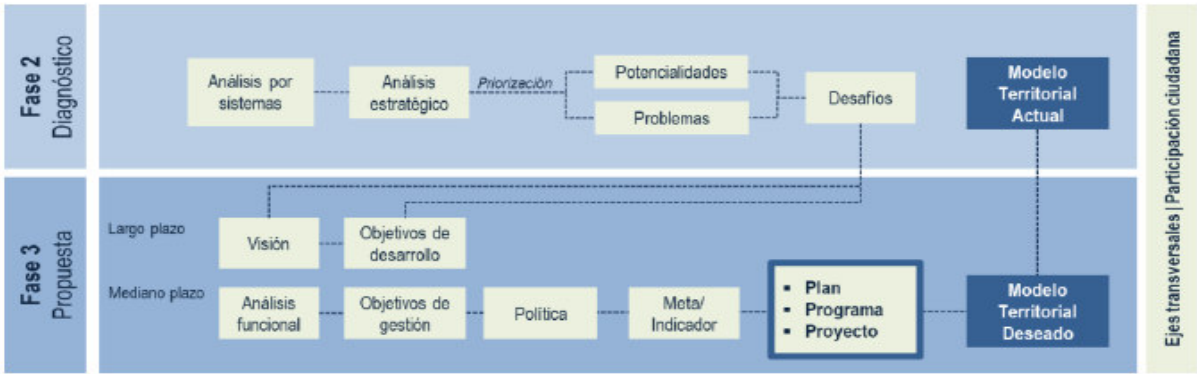 Fase 2
Diagnóstico
Análisis por
sistemas
Análisis
estratégico
Priorización
Potencialidades
Problemas
Desafíos
Modelo
Territorial
Actual
Fase 3
Propuesta
Largo plazo
Visión
Objetivos de
desarrollo
Mediano plazo
Análisis
funcional
Objetivos de
gestión
Política
Meta/
Indicador
▪ Plan
▪ Programa
▪ Proyecto
Modelo
Territorial
Deseado
Ejes transversales | Participación ciudadana